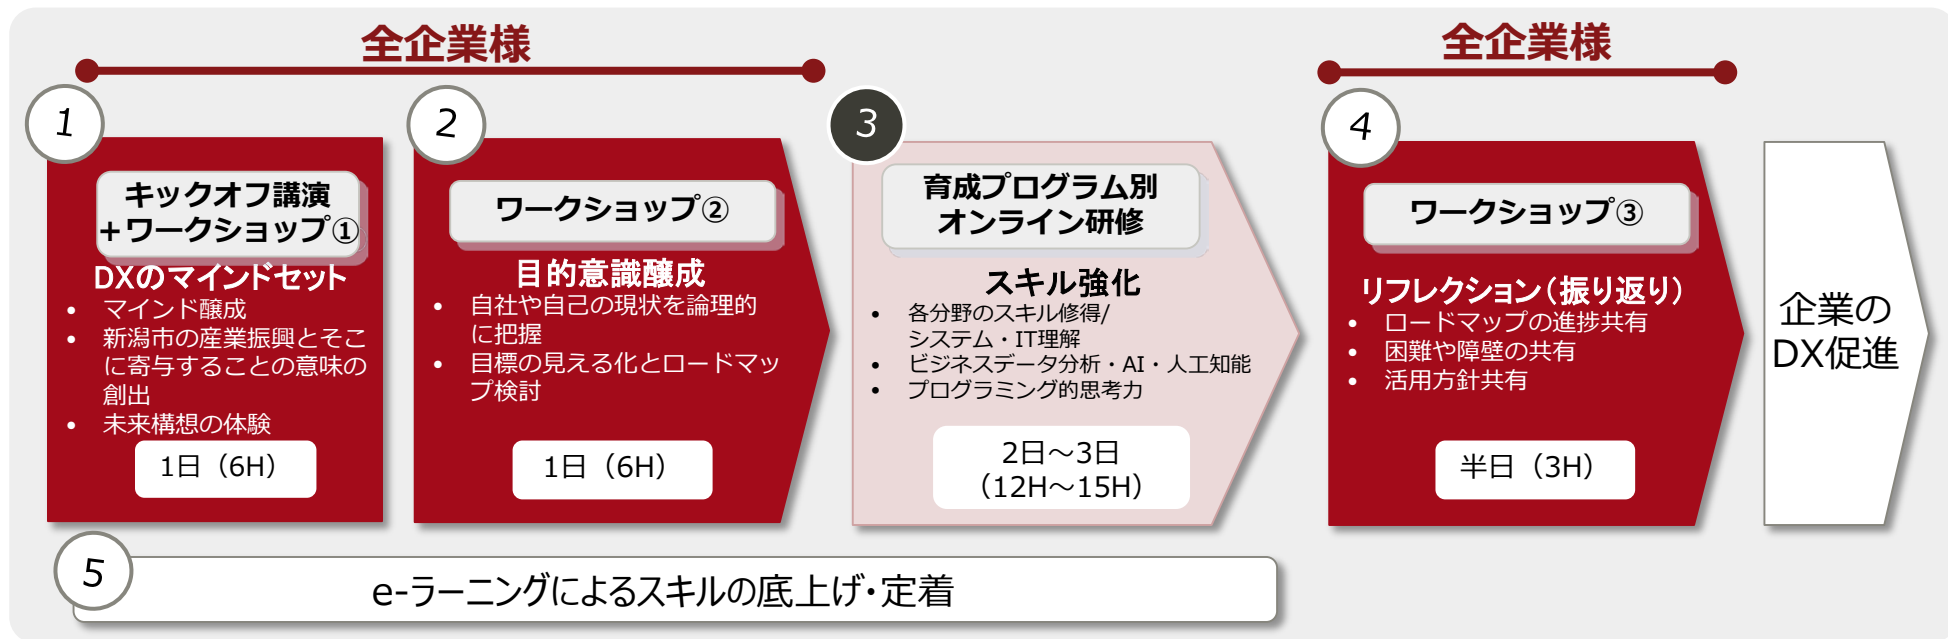 全企業様
全企業様
1
キックオフ講演
+ワークショップ①
DXのマインドセット
• マインド醸成
• 新潟市の産業振興とそこ
に寄与することの意味の
創出
• 未来構想の体験
1日（6H）
2
ワークショップ②
目的意識醸成
• 自社や自己の現状を論理的
に把握
• 目標の見える化とロードマッ
プ検討
1日（6H）
3
育成プログラム別
オンライン研修
スキル強化
• 各分野のスキル修得/
システム・IT理解
• ビジネスデータ分析・AI・人工知能
• プログラミング的思考力
2日～3日
（12H～15H）
4
ワークショップ③
リフレクション（振り返り）
• ロードマップの進捗共有
• 困難や障壁の共有
• 活用方針共有
半日（3H）
企業の
DX促進
5
e-ラーニングによるスキルの底上げ・定着